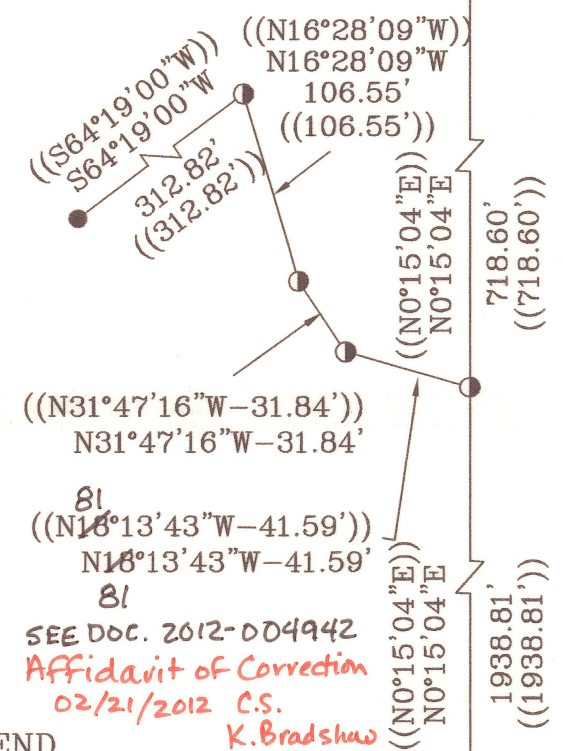 ((N16°28'09"W))
N16°28'09"W
106.55'
((106.55'))
((S64°19'00"W))
S64°19'00"W
312.82'
((312.82'))
((N0°15'04"E))
N0°15'04"E
718.60'
((718.60'))
((N31°47'16"W–31.84'))
N31°47'16"W–31.84'
81
((N18°13'43"W–41.59'))
N18°13'43"W–41.59'
81
SEE DOC. 2012-004942
Affidavit of Correction
02/21/2012 C.S.
K. Bradshaw
((N0°15'04"E))
N0°15'04"E
1938.81'
((1938.81'))
END